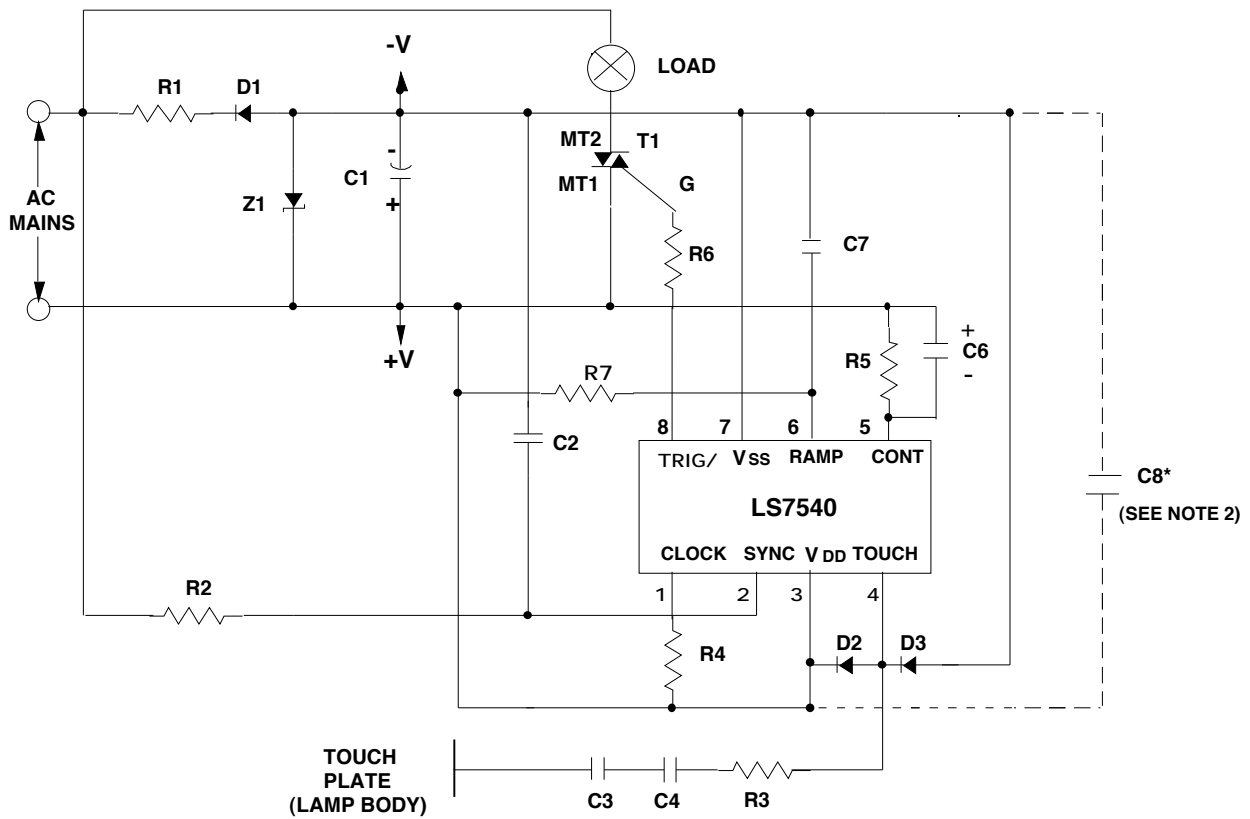 -V
LOAD
R1
D1
MT2
T1
-
C1
MT1
G
AC
MAINS
Z1
+
R6
C7
+V
R7
R5
+
C6
-
C2
8
7
6
5
TRIG/
VSS
RAMP
CONT
C8*
(SEE NOTE 2)
LS7540
CLOCK
SYNC
VDD
TOUCH
R2
1
2
3
4
R4
D2
D3
TOUCH
PLATE
(LAMP BODY)
C3
C4
R3